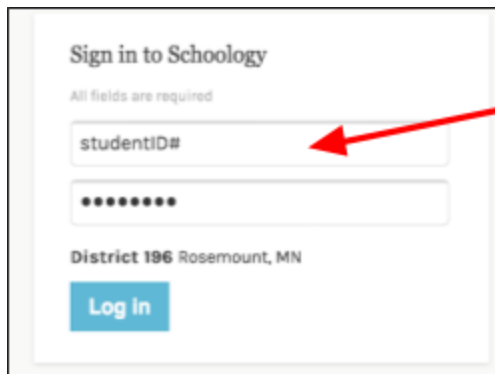 Sign in to Schoology
All fields are required
studentID#
••••••••
District 196 Rosemount, MN
Log in